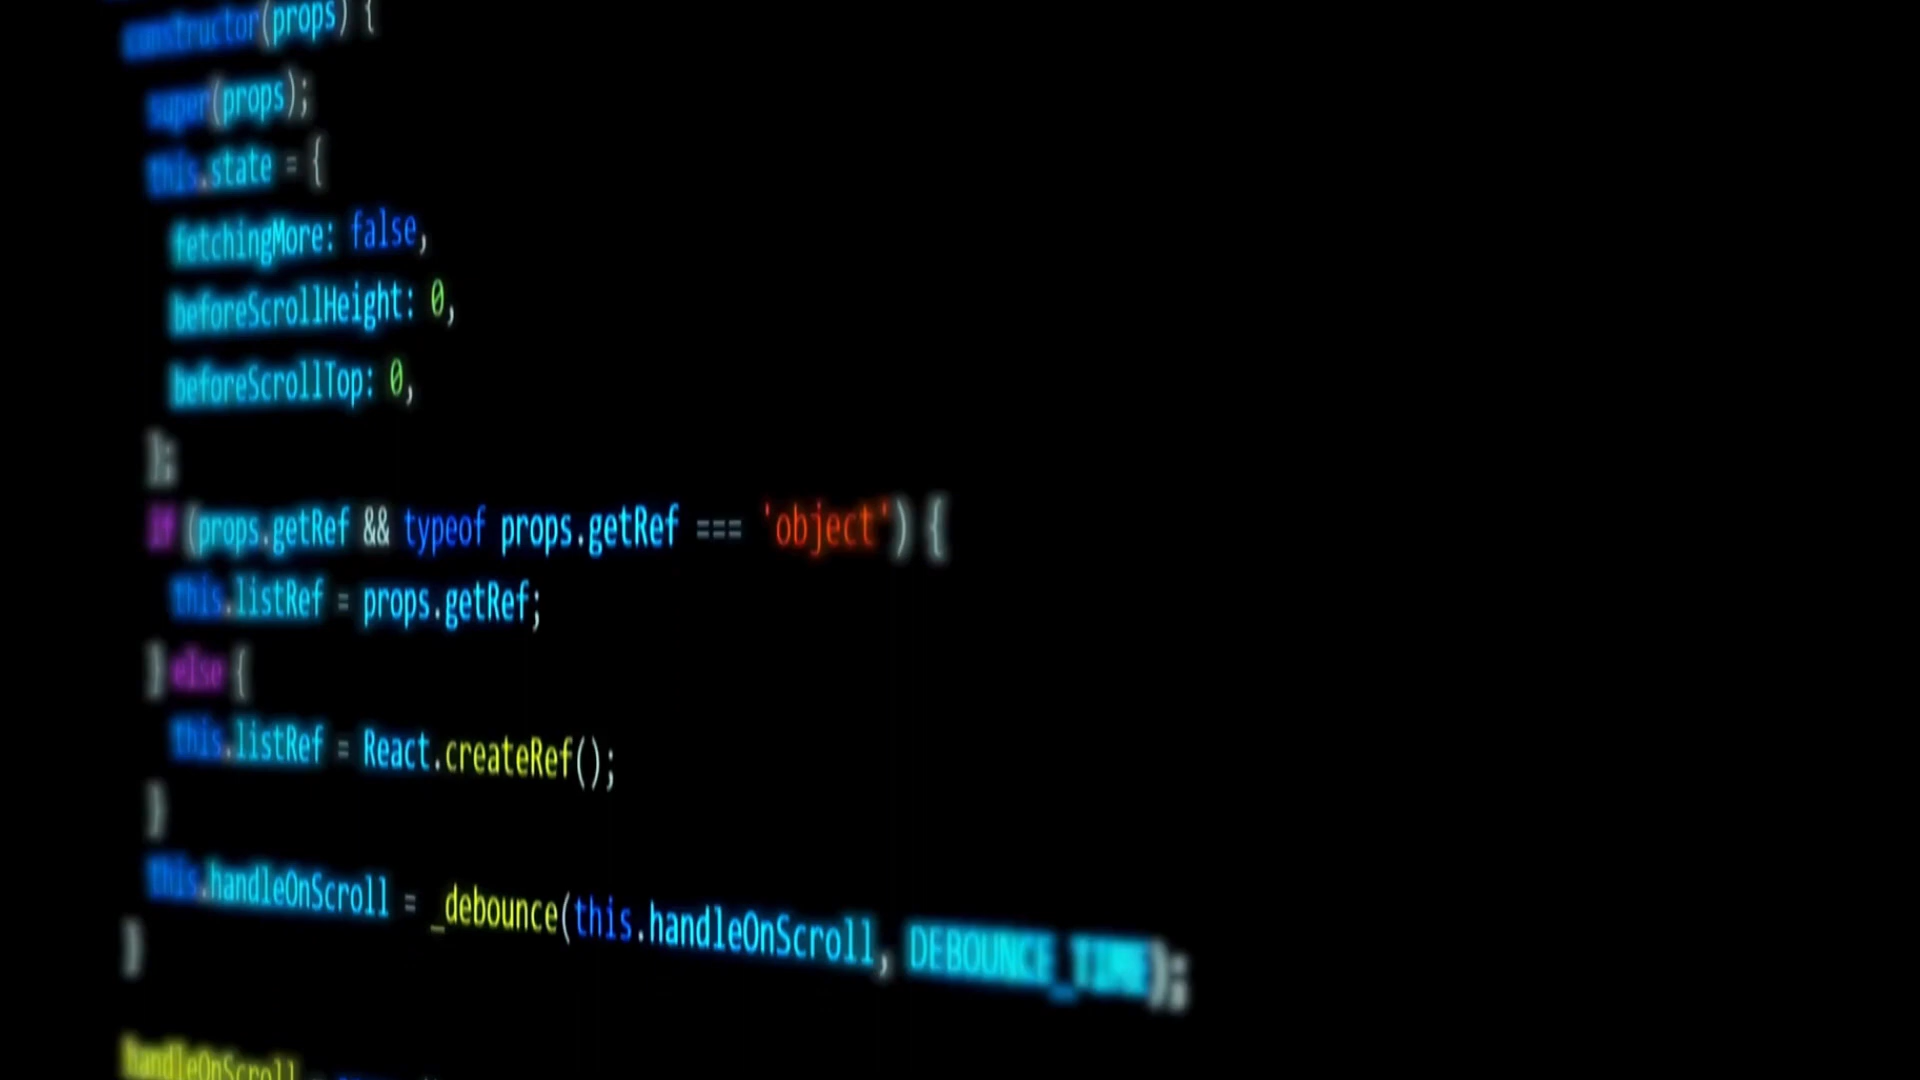 constructor(props) {
super(props);
this.state = {
fetchingMore: false,
beforeScrollHeight: 0,
beforeScrollTop: 0,
};
if (props.getRef && typeof props.getRef === 'object') {
this.listRef = props.getRef;
} else {
this.listRef = React.createRef();
}
this.handleOnScroll = _debounce(this.handleOnScroll, DEBOUNCE_TIME);
}
handleOnScroll =